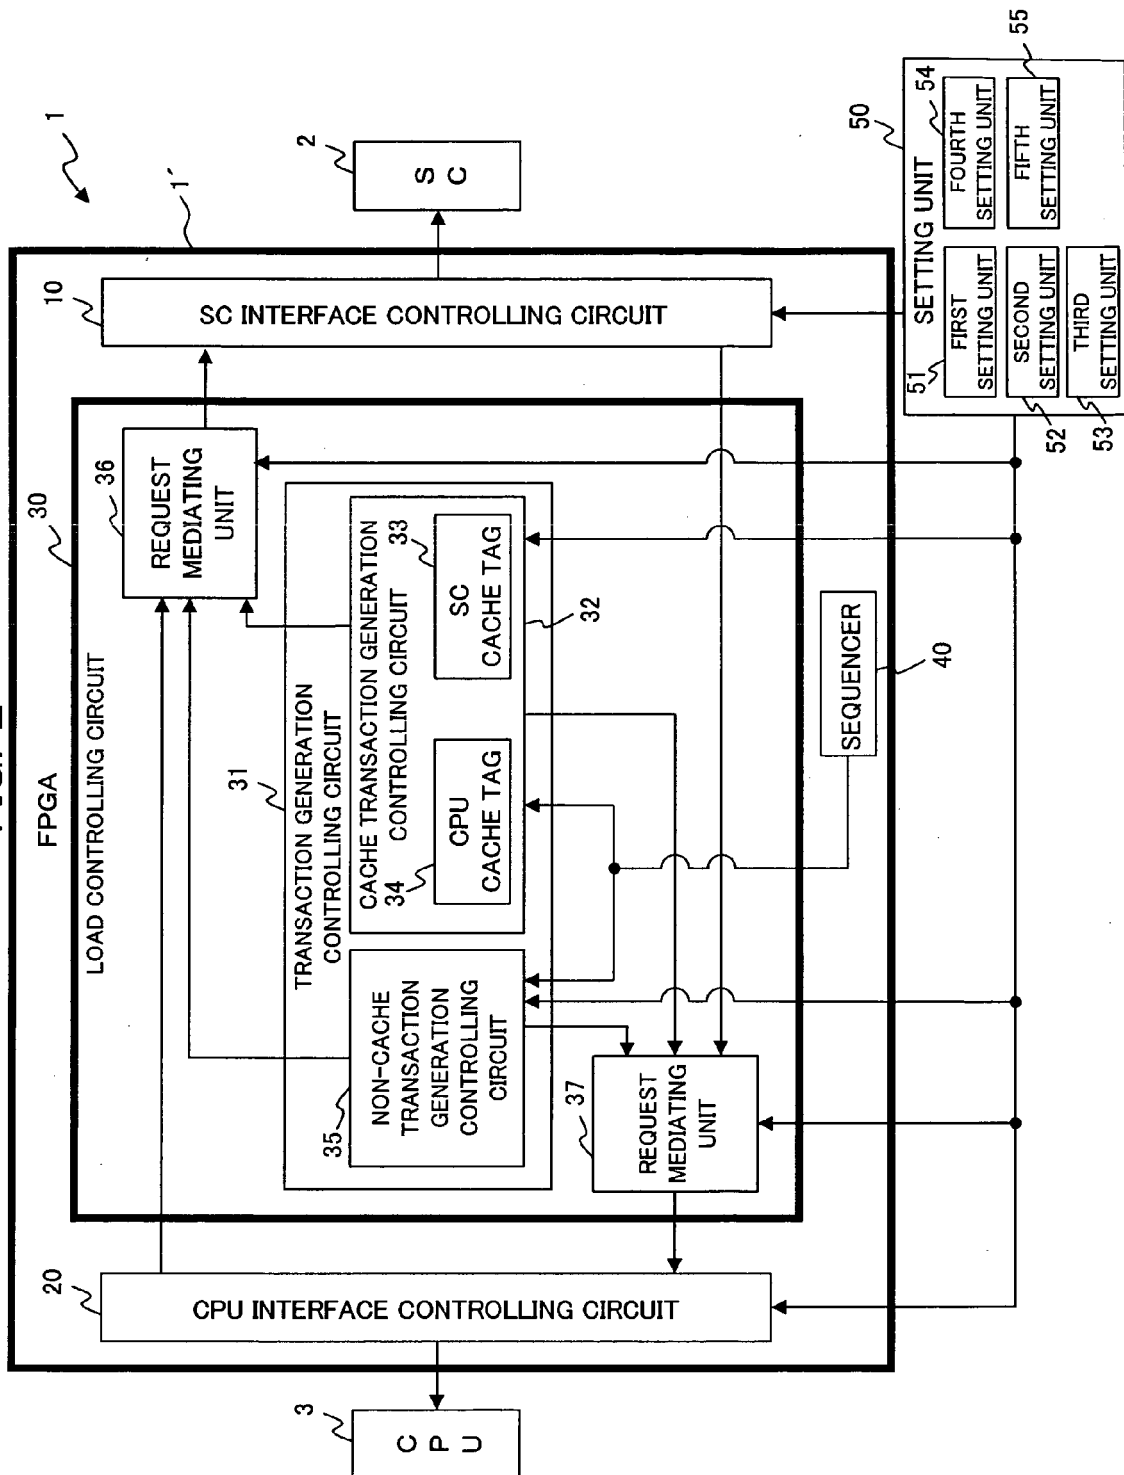 1
FPGA
1'
30
LOAD CONTROLLING CIRCUIT
20
CPU INTERFACE CONTROLLING CIRCUIT
3
CPU
10
SC INTERFACE CONTROLLING CIRCUIT
2
SC
36
REQUEST
MEDIATING
UNIT
31
TRANSACTION GENERATION
CONTROLLING CIRCUIT
35
NON-CACHE
TRANSACTION
GENERATION
CONTROLLING
CIRCUIT
CACHE TRANSACTION GENERATION
CONTROLLING CIRCUIT
34
CPU
CACHE TAG
33
SC
CACHE TAG
32
37
REQUEST
MEDIATING
UNIT
SEQUENCER
40
50
SETTING UNIT
51
FIRST
SETTING UNIT
52
SECOND
SETTING UNIT
53
THIRD
SETTING UNIT
54
FOURTH
SETTING UNIT
55
FIFTH
SETTING UNIT